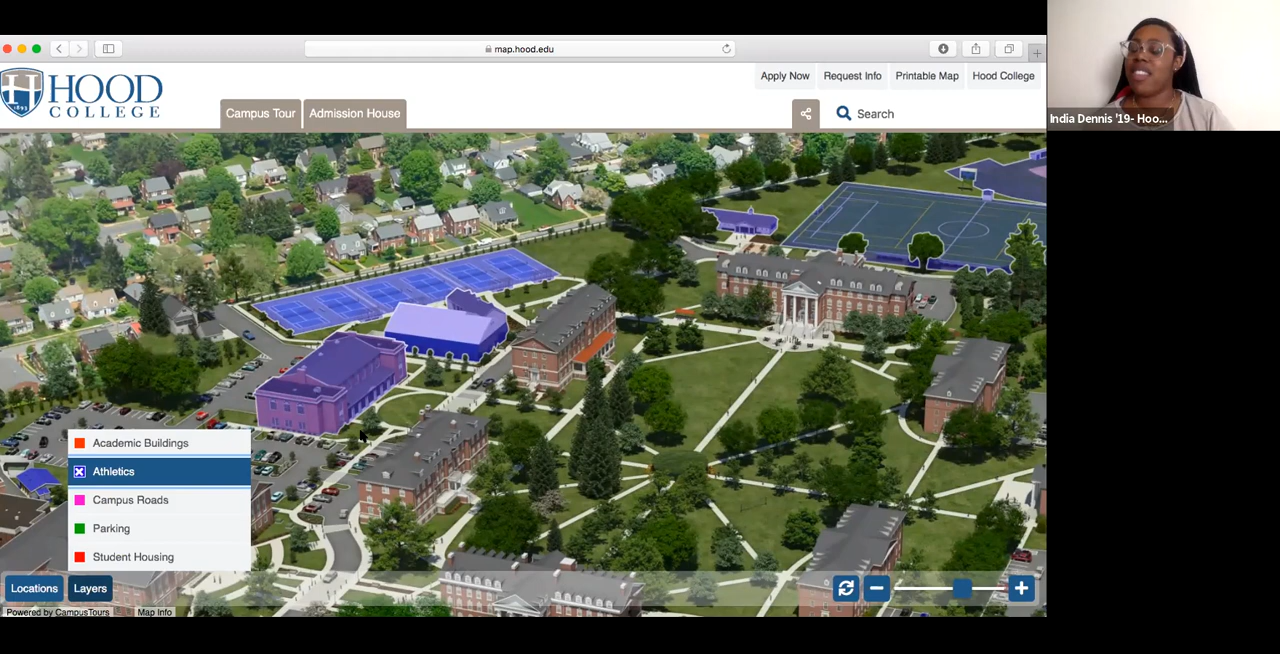 map.hood.edu
Apply Now
Request Info
Printable Map
Hood College
HOOD
COLLEGE
1893
Campus Tour
Admission House
Search
India Dennis '19- Hoo...
Academic Buildings
Athletics
Campus Roads
Parking
Student Housing
Locations
Layers
Powered by CampusTours
Map Info